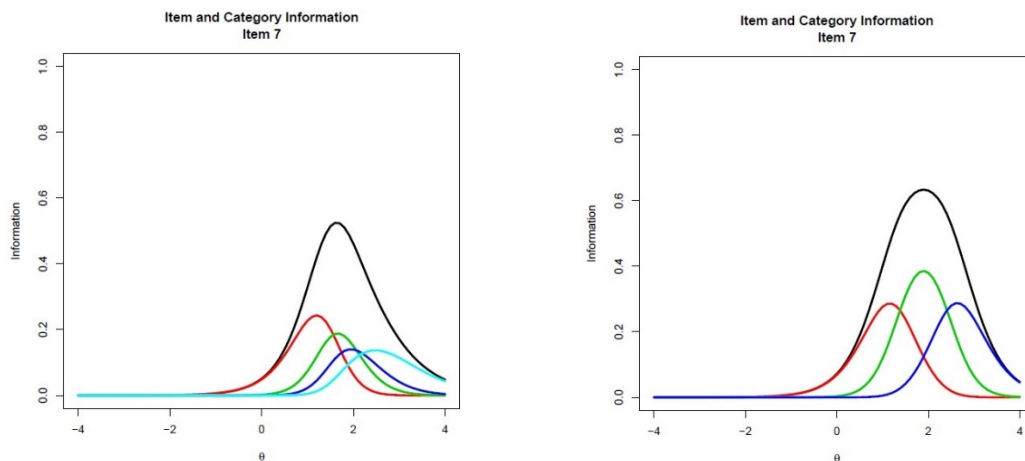 Item and Category Information
Item 7
1.0
0.8
0.6
0.4
0.2
0.0
Information
−4
−2
0
2
4
θ
Item and Category Information
Item 7
1.0
0.8
0.6
0.4
0.2
0.0
Information
−4
−2
0
2
4
θ